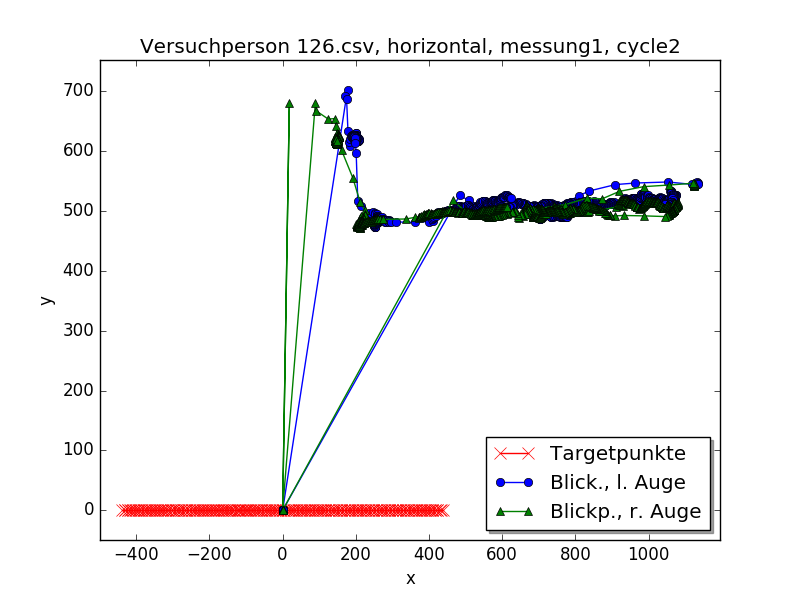 Versuchperson 126.csv, horizontal, messung1, cycle2
y
700
600
500
400
300
200
100
0
−400
−200
0
200
400
600
800
1000
x
Targetpunkte
Blick., l. Auge
Blickp., r. Auge